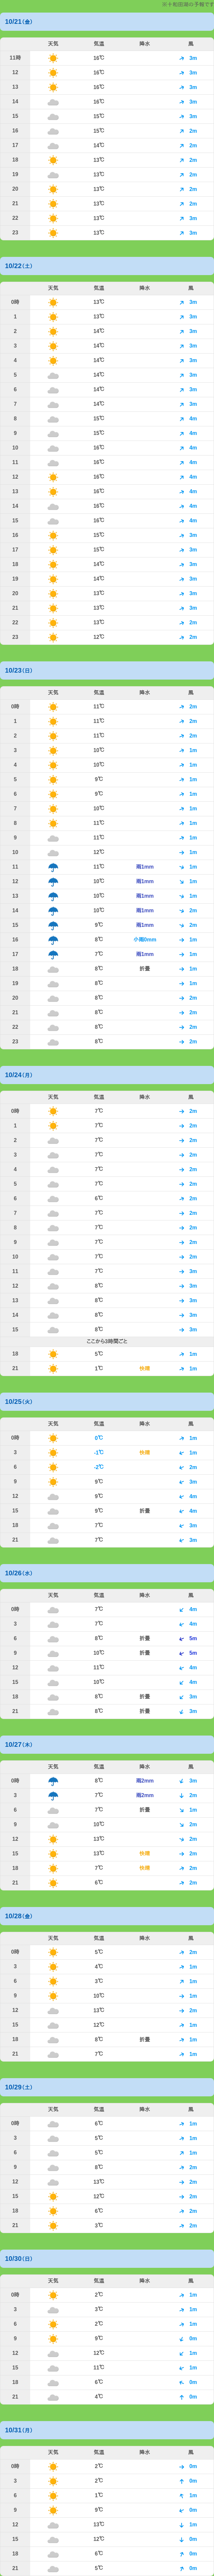 10/21(金)
天気 気温 降水 風
11時 16℃ 3m
12 16℃ 3m
13 16℃ 3m
14 16℃ 3m
15 15℃ 3m
16 15℃ 2m
17 14℃ 2m
18 13℃ 2m
19 13℃ 2m
20 13℃ 2m
21 13℃ 2m
22 13℃ 3m
23 13℃ 3m
10/22(土)
天気 気温 降水 風
0時 13℃ 3m
1 13℃ 3m
2 14℃ 3m
3 14℃ 3m
4 14℃ 3m
5 14℃ 3m
6 14℃ 3m
7 14℃ 3m
8 15℃ 4m
9 15℃ 4m
10 16℃ 4m
11 16℃ 4m
12 16℃ 4m
13 16℃ 4m
14 16℃ 4m
15 16℃ 4m
16 15℃ 3m
17 15℃ 3m
18 14℃ 3m
19 14℃ 3m
20 13℃ 3m
21 13℃ 3m
22 13℃ 2m
23 12℃ 2m
10/23(日)
天気 気温 降水 風
0時 11℃ 2m
1 11℃ 2m
2 11℃ 2m
3 10℃ 1m
4 10℃ 1m
5 9℃ 1m
6 9℃ 1m
7 10℃ 1m
8 11℃ 1m
9 11℃ 1m
10 12℃ 1m
11 11℃ 雨1mm 1m
12 10℃ 雨1mm 1m
13 10℃ 雨1mm 1m
14 10℃ 雨1mm 2m
15 9℃ 雨1mm 2m
16 8℃ 小雨0mm 1m
17 7℃ 雨1mm 1m
18 8℃ 折畳 1m
19 8℃ 1m
20 8℃ 2m
21 8℃ 2m
22 8℃ 2m
23 8℃ 2m
10/24(月)
天気 気温 降水 風
0時 7℃ 2m
1 7℃ 2m
2 7℃ 2m
3 7℃ 2m
4 7℃ 2m
5 7℃ 2m
6 6℃ 2m
7 7℃ 2m
8 7℃ 2m
9 7℃ 2m
10 7℃ 2m
11 7℃ 3m
12 8℃ 3m
13 8℃ 3m
14 8℃ 3m
15 8℃ 3m
ここから3時間ごと
18 5℃ 1m
21 1℃ 快晴 1m
10/25(火)
天気 気温 降水 風
0時 0℃ 1m
3 -1℃ 快晴 1m
6 -2℃ 2m
9 9℃ 3m
12 9℃ 4m
15 9℃ 折畳 4m
18 7℃ 3m
21 7℃ 3m
10/26(水)
天気 気温 降水 風
0時 7℃ 4m
3 7℃ 4m
6 8℃ 折畳 5m
9 10℃ 折畳 5m
12 11℃ 4m
15 10℃ 4m
18 8℃ 折畳 3m
21 8℃ 折畳 3m
10/27(木)
天気 気温 降水 風
0時 8℃ 雨2mm 3m
3 7℃ 雨2mm 2m
6 7℃ 折畳 1m
9 10℃ 2m
12 13℃ 2m
15 13℃ 快晴 2m
18 7℃ 快晴 2m
21 6℃ 2m
10/28(金)
天気 気温 降水 風
0時 5℃ 2m
3 4℃ 1m
6 3℃ 1m
9 10℃ 1m
12 13℃ 2m
15 12℃ 1m
18 8℃ 折畳 1m
21 7℃ 1m
10/29(土)
天気 気温 降水 風
0時 6℃ 1m
3 5℃ 1m
6 5℃ 1m
9 8℃ 2m
12 13℃ 2m
15 12℃ 2m
18 6℃ 2m
21 3℃ 2m
10/30(日)
天気 気温 降水 風
0時 2℃ 1m
3 3℃ 1m
6 2℃ 1m
9 9℃ 0m
12 12℃ 1m
15 11℃ 1m
18 6℃ 0m
21 4℃ 0m
10/31(月)
天気 気温 降水 風
0時 2℃ 0m
3 2℃ 0m
6 1℃ 1m
9 9℃ 0m
12 13℃ 1m
15 12℃ 0m
18 6℃ 0m
21 5℃ 0m